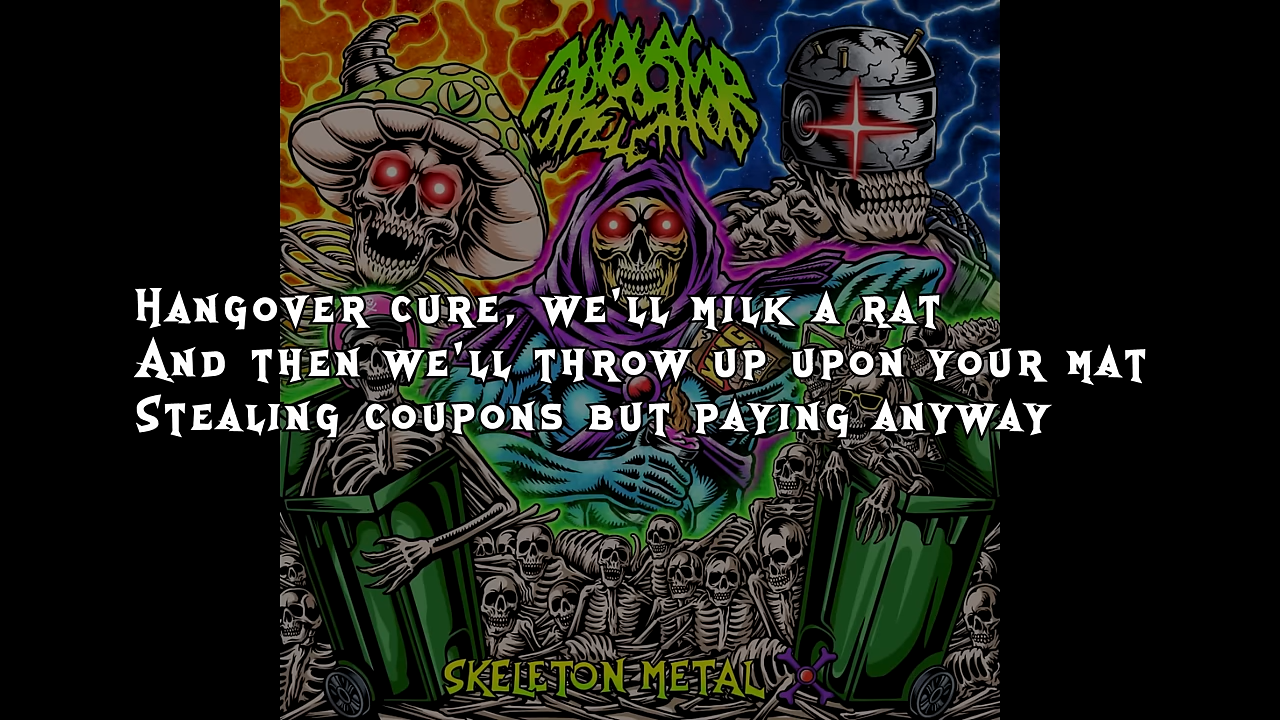 Hangover cure, we'll milk a rat
And then we'll throw up upon your mat
Stealing coupons but paying anyway
Skeleton Metal